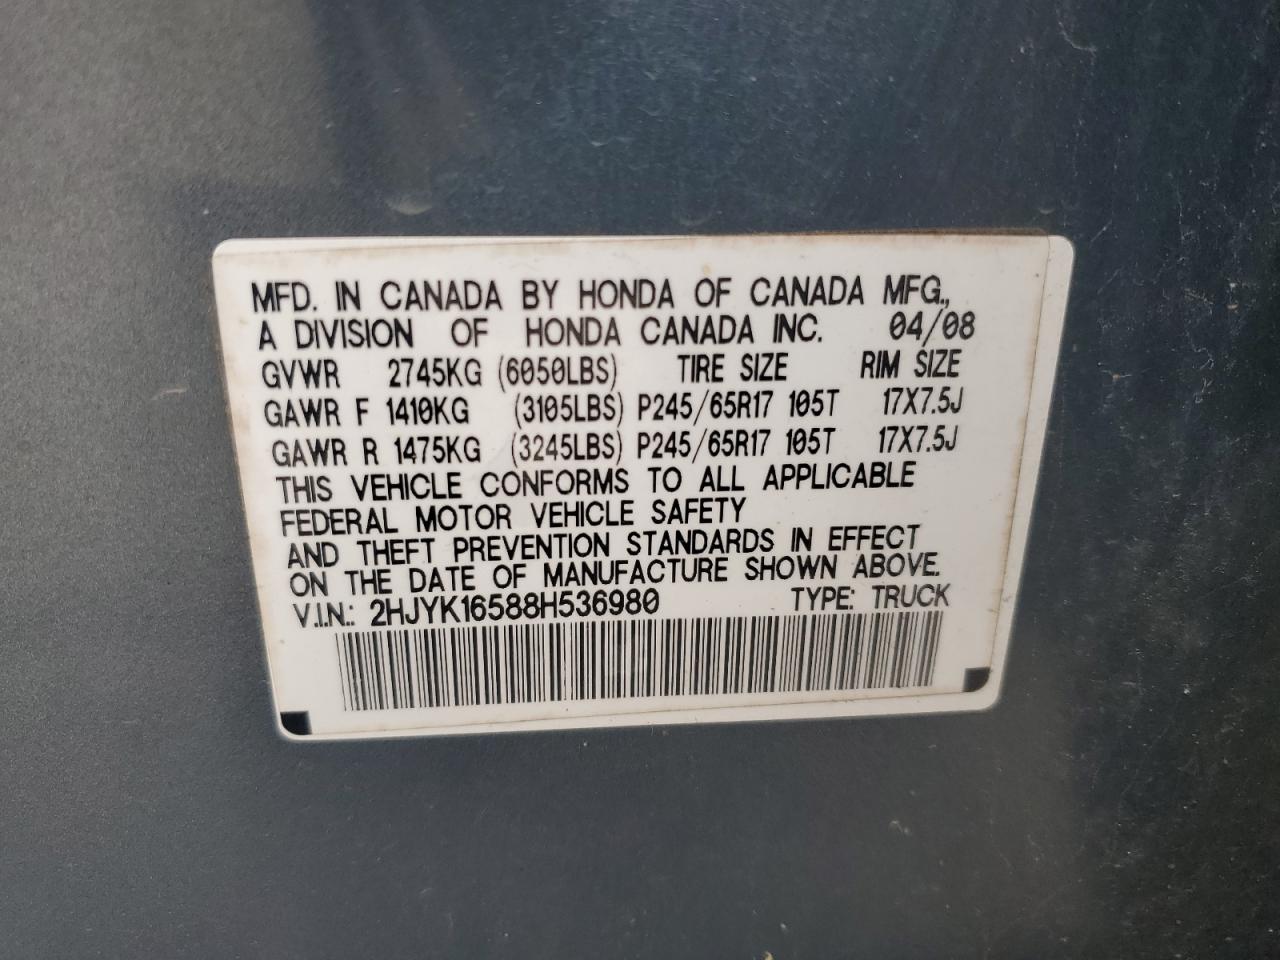 MFD. IN CANADA BY HONDA OF CANADA MFG.,
A DIVISION OF HONDA CANADA INC. 04/08
GVWR 2745KG (6050LBS) TIRE SIZE RIM SIZE
GAWR F 1410KG (3105LBS) P245/65R17 105T 17X7.5J
GAWR R 1475KG (3245LBS) P245/65R17 105T 17X7.5J
THIS VEHICLE CONFORMS TO ALL APPLICABLE
FEDERAL MOTOR VEHICLE SAFETY
AND THEFT PREVENTION STANDARDS IN EFFECT
ON THE DATE OF MANUFACTURE SHOWN ABOVE.
V.I.N.: 2HJYK16588H536980 TYPE: TRUCK